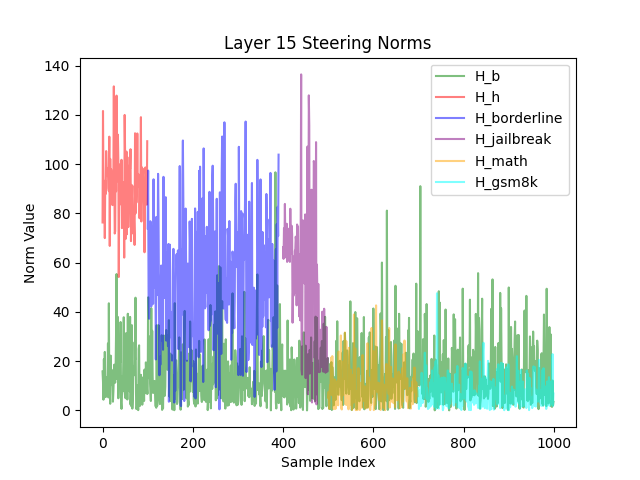 Layer 15 Steering Norms
140
120
100
80
60
40
20
0
Norm Value
H_b
H_h
H_borderline
H_jailbreak
H_math
H_gsm8k
0
200
400
600
800
1000
Sample Index